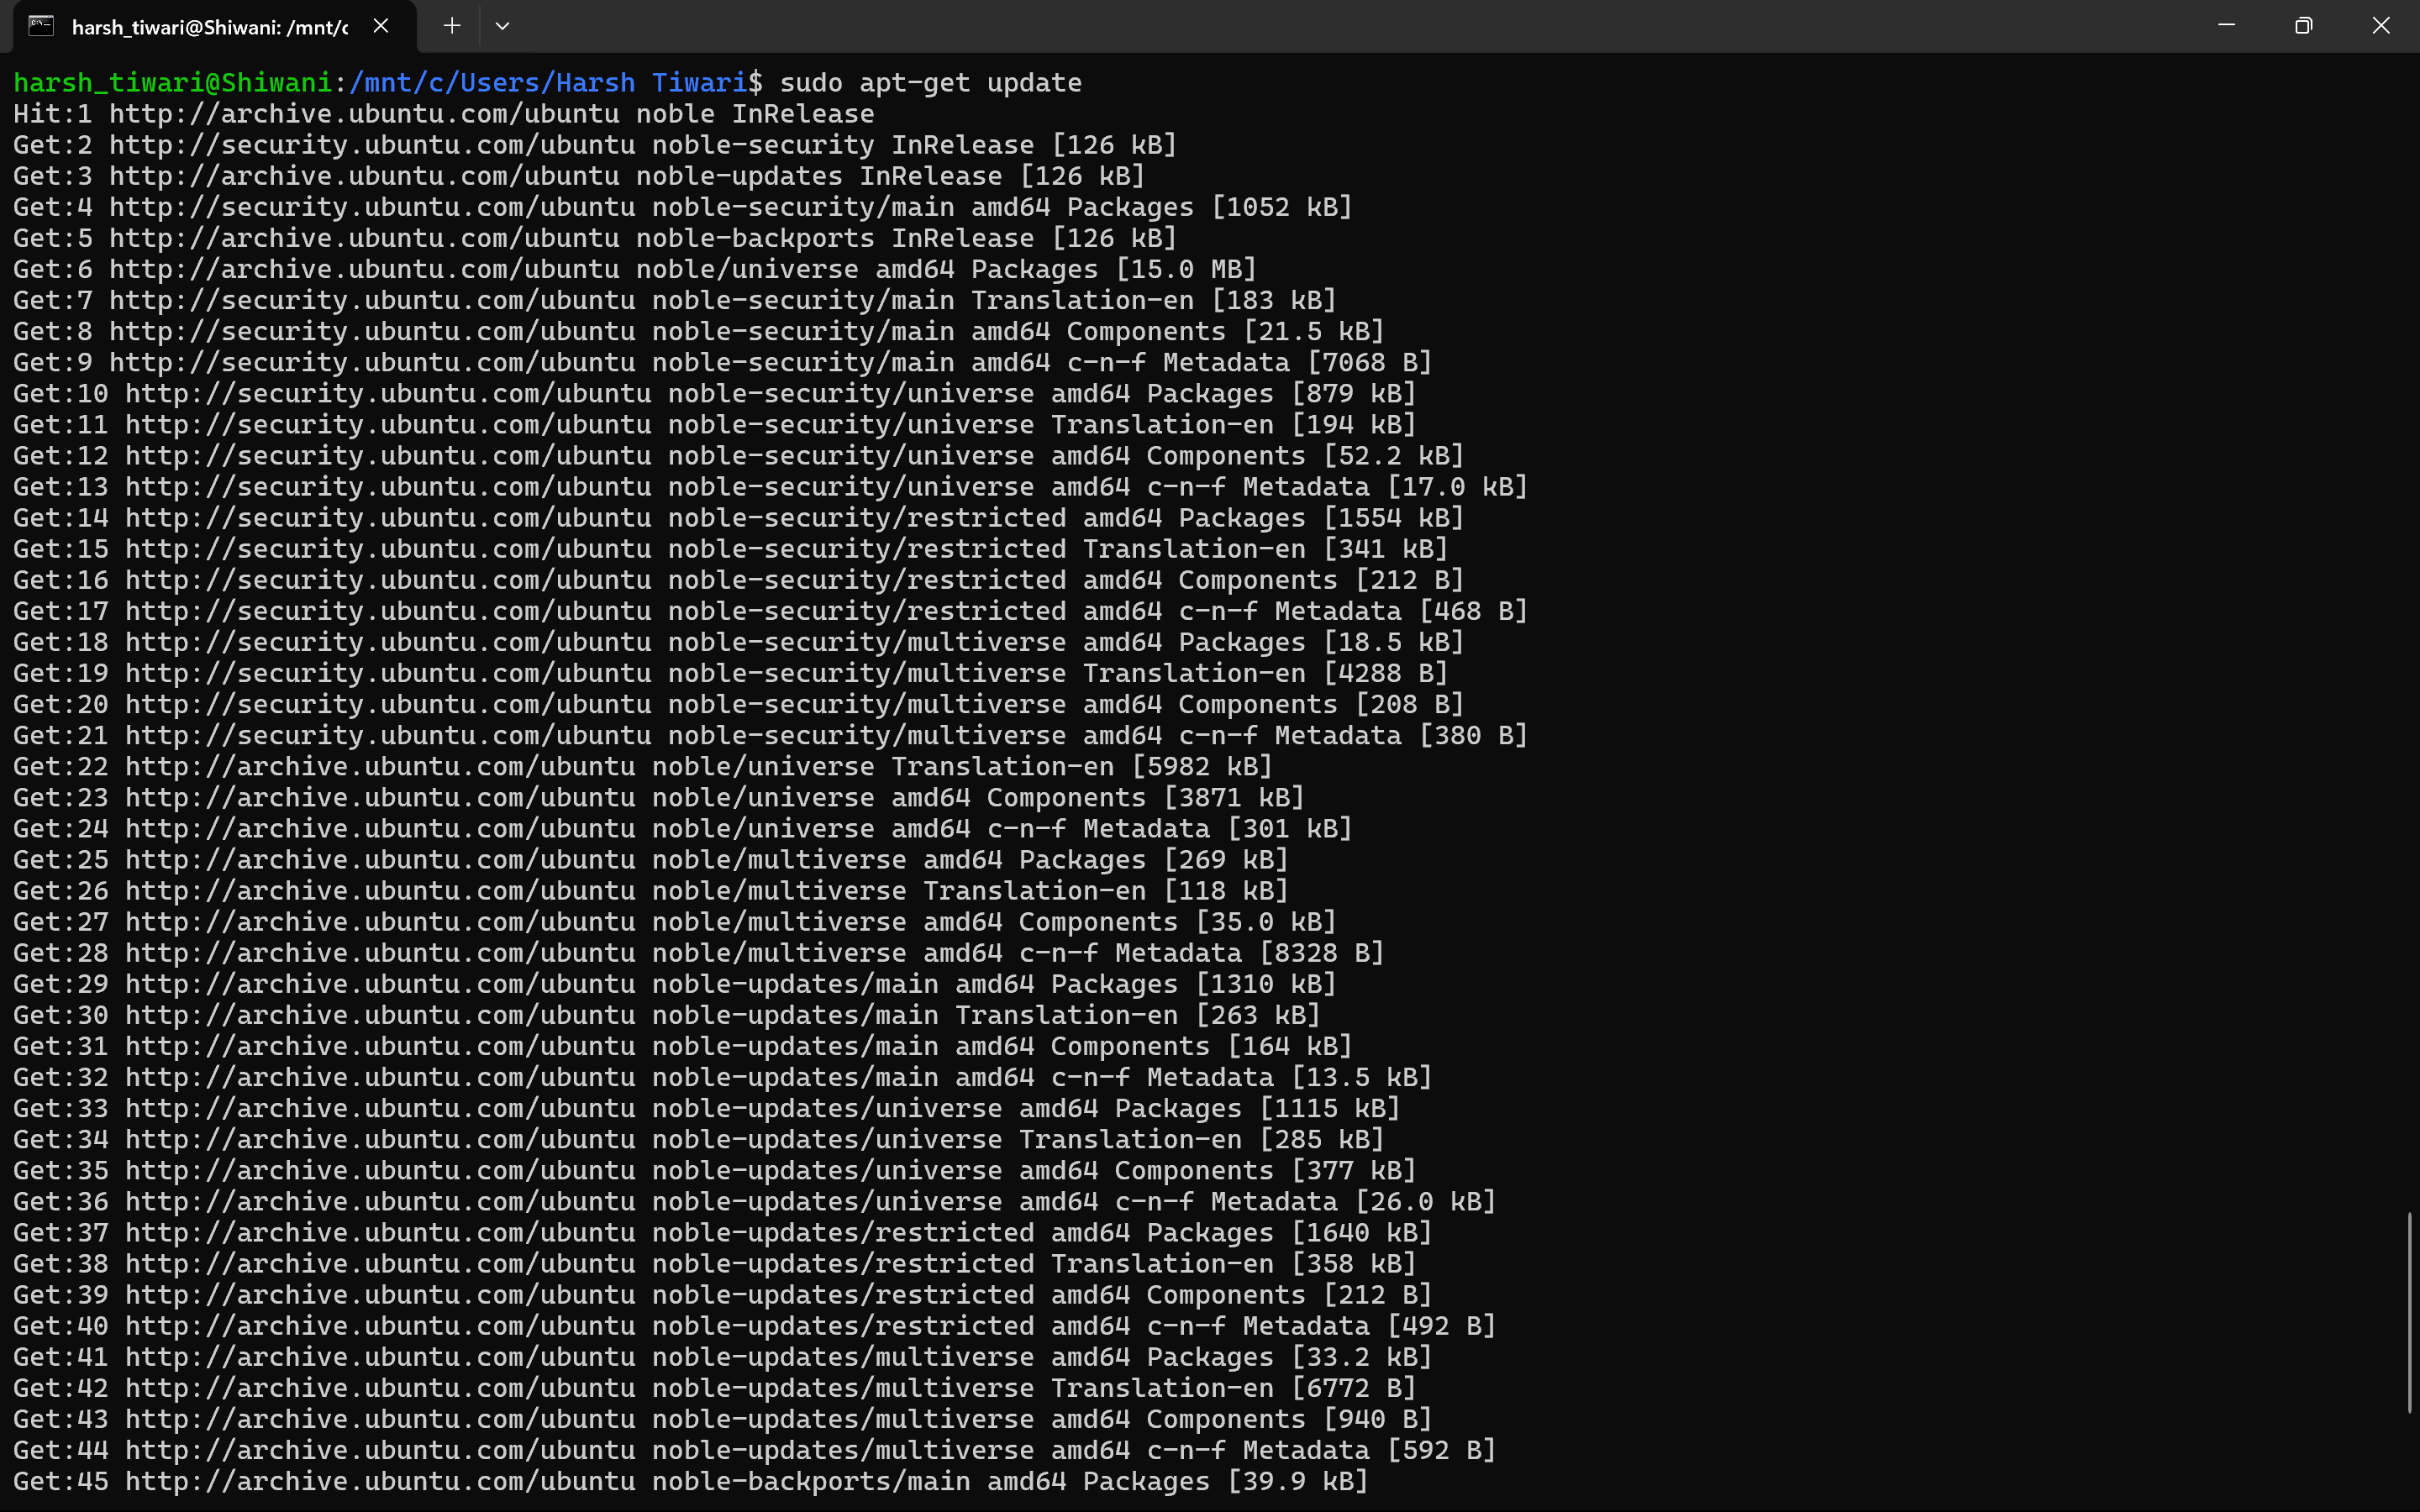 harsh_tiwari@Shiwani: /mnt/c
harsh_tiwari@Shiwani:/mnt/c/Users/Harsh Tiwari$ sudo apt-get update
Hit:1 http://archive.ubuntu.com/ubuntu noble InRelease
Get:2 http://security.ubuntu.com/ubuntu noble-security InRelease [126 kB]
Get:3 http://archive.ubuntu.com/ubuntu noble-updates InRelease [126 kB]
Get:4 http://security.ubuntu.com/ubuntu noble-security/main amd64 Packages [1052 kB]
Get:5 http://archive.ubuntu.com/ubuntu noble-backports InRelease [126 kB]
Get:6 http://archive.ubuntu.com/ubuntu noble/universe amd64 Packages [15.0 MB]
Get:7 http://security.ubuntu.com/ubuntu noble-security/main Translation-en [183 kB]
Get:8 http://security.ubuntu.com/ubuntu noble-security/main amd64 Components [21.5 kB]
Get:9 http://security.ubuntu.com/ubuntu noble-security/main amd64 c-n-f Metadata [7068 B]
Get:10 http://security.ubuntu.com/ubuntu noble-security/universe amd64 Packages [879 kB]
Get:11 http://security.ubuntu.com/ubuntu noble-security/universe Translation-en [194 kB]
Get:12 http://security.ubuntu.com/ubuntu noble-security/universe amd64 Components [52.2 kB]
Get:13 http://security.ubuntu.com/ubuntu noble-security/universe amd64 c-n-f Metadata [17.0 kB]
Get:14 http://security.ubuntu.com/ubuntu noble-security/restricted amd64 Packages [1554 kB]
Get:15 http://security.ubuntu.com/ubuntu noble-security/restricted Translation-en [341 kB]
Get:16 http://security.ubuntu.com/ubuntu noble-security/restricted amd64 Components [212 B]
Get:17 http://security.ubuntu.com/ubuntu noble-security/restricted amd64 c-n-f Metadata [468 B]
Get:18 http://security.ubuntu.com/ubuntu noble-security/multiverse amd64 Packages [18.5 kB]
Get:19 http://security.ubuntu.com/ubuntu noble-security/multiverse Translation-en [4288 B]
Get:20 http://security.ubuntu.com/ubuntu noble-security/multiverse amd64 Components [208 B]
Get:21 http://security.ubuntu.com/ubuntu noble-security/multiverse amd64 c-n-f Metadata [380 B]
Get:22 http://archive.ubuntu.com/ubuntu noble/universe Translation-en [5982 kB]
Get:23 http://archive.ubuntu.com/ubuntu noble/universe amd64 Components [3871 kB]
Get:24 http://archive.ubuntu.com/ubuntu noble/universe amd64 c-n-f Metadata [301 kB]
Get:25 http://archive.ubuntu.com/ubuntu noble/multiverse amd64 Packages [269 kB]
Get:26 http://archive.ubuntu.com/ubuntu noble/multiverse Translation-en [118 kB]
Get:27 http://archive.ubuntu.com/ubuntu noble/multiverse amd64 Components [35.0 kB]
Get:28 http://archive.ubuntu.com/ubuntu noble/multiverse amd64 c-n-f Metadata [8328 B]
Get:29 http://archive.ubuntu.com/ubuntu noble-updates/main amd64 Packages [1310 kB]
Get:30 http://archive.ubuntu.com/ubuntu noble-updates/main Translation-en [263 kB]
Get:31 http://archive.ubuntu.com/ubuntu noble-updates/main amd64 Components [164 kB]
Get:32 http://archive.ubuntu.com/ubuntu noble-updates/main amd64 c-n-f Metadata [13.5 kB]
Get:33 http://archive.ubuntu.com/ubuntu noble-updates/universe amd64 Packages [1115 kB]
Get:34 http://archive.ubuntu.com/ubuntu noble-updates/universe Translation-en [285 kB]
Get:35 http://archive.ubuntu.com/ubuntu noble-updates/universe amd64 Components [377 kB]
Get:36 http://archive.ubuntu.com/ubuntu noble-updates/universe amd64 c-n-f Metadata [26.0 kB]
Get:37 http://archive.ubuntu.com/ubuntu noble-updates/restricted amd64 Packages [1640 kB]
Get:38 http://archive.ubuntu.com/ubuntu noble-updates/restricted Translation-en [358 kB]
Get:39 http://archive.ubuntu.com/ubuntu noble-updates/restricted amd64 Components [212 B]
Get:40 http://archive.ubuntu.com/ubuntu noble-updates/restricted amd64 c-n-f Metadata [492 B]
Get:41 http://archive.ubuntu.com/ubuntu noble-updates/multiverse amd64 Packages [33.2 kB]
Get:42 http://archive.ubuntu.com/ubuntu noble-updates/multiverse Translation-en [6772 B]
Get:43 http://archive.ubuntu.com/ubuntu noble-updates/multiverse amd64 Components [940 B]
Get:44 http://archive.ubuntu.com/ubuntu noble-updates/multiverse amd64 c-n-f Metadata [592 B]
Get:45 http://archive.ubuntu.com/ubuntu noble-backports/main amd64 Packages [39.9 kB]